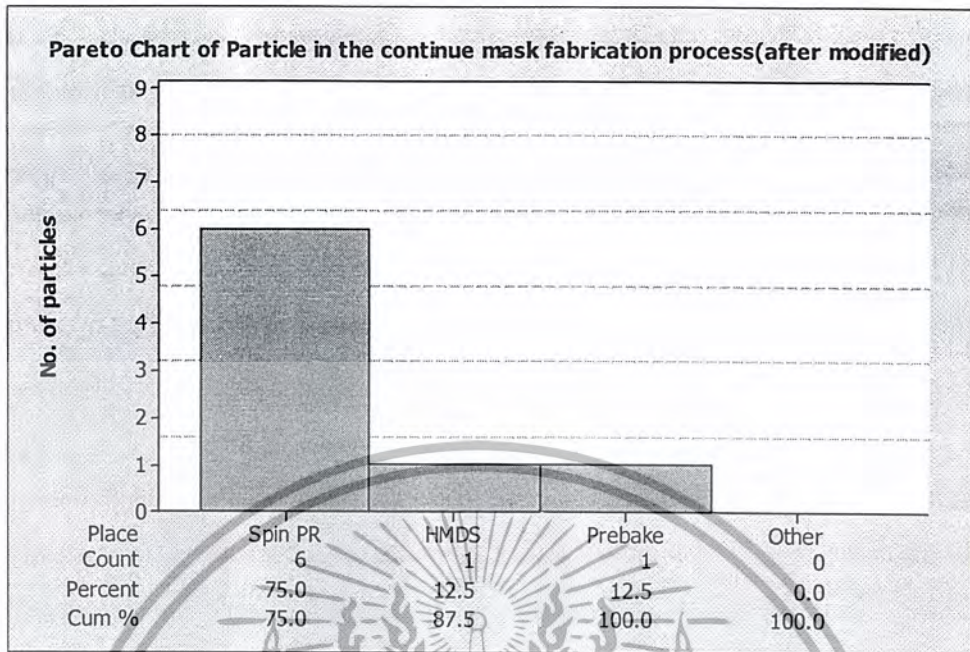 Pareto Chart of Particle in the continue mask fabrication process(after modified)
9
8
7
6
5
4
3
2
1
0
No. of particles
Place Spin PR HMDS Prebake Other
Count 6 1 1 0
Percent 75.0 12.5 12.5 0.0
Cum % 75.0 87.5 100.0 100.0